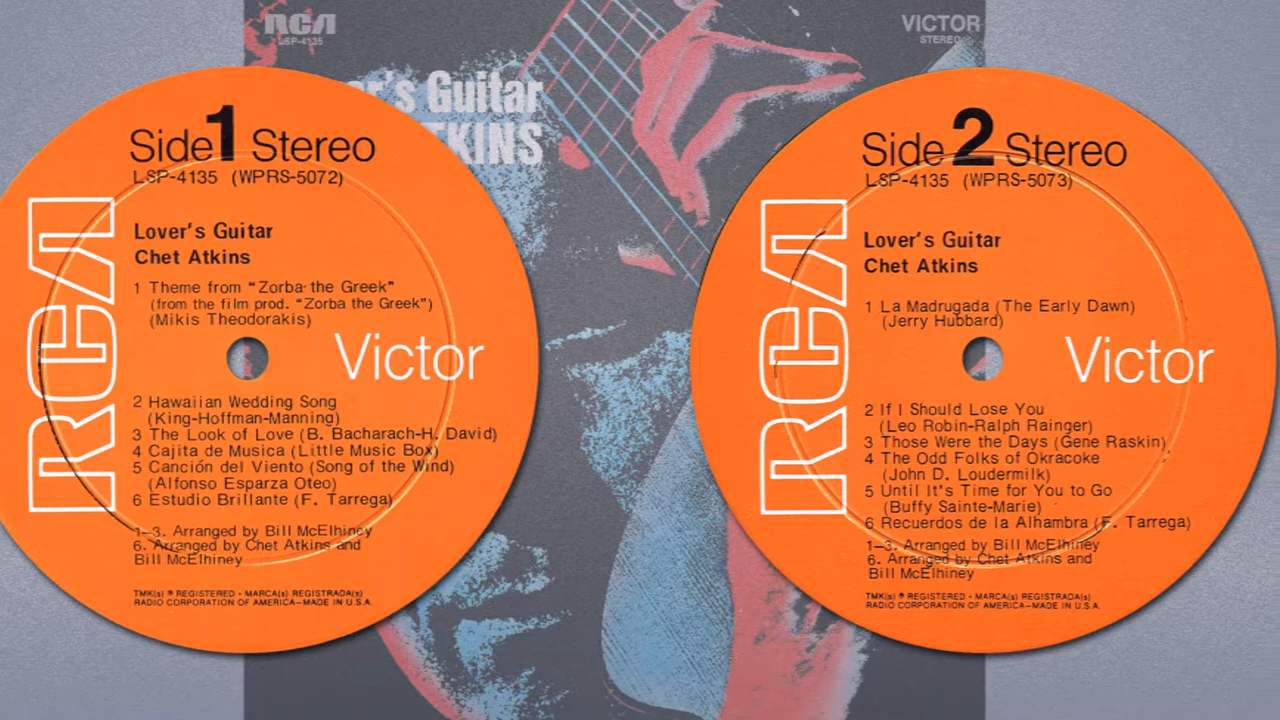 RCA
LSP-4135
VICTOR
STEREO
er's Guitar
TKINS
Side 1 Stereo
LSP-4135 (WPRS-5072)
RCA
Lover's Guitar
Chet Atkins
1 Theme from "Zorba the Greek"
(from the film prod. "Zorba the Greek")
(Mikis Theodorakis)
Victor
2 Hawaiian Wedding Song
(King-Hoffman-Manning)
3 The Look of Love (B. Bacharach-H. David)
4 Cajita de Musica (Little Music Box)
5 Canción del Viento (Song of the Wind)
(Alfonso Esparza Oteo)
6 Estudio Brillante (F. Tarrega)
1-3. Arranged by Bill McElhiney
6. Arranged by Chet Atkins and
Bill McElhiney
TMK(s) ® REGISTERED • MARCA(s) REGISTRADA(s)
RADIO CORPORATION OF AMERICA—MADE IN U.S.A.
Side 2 Stereo
LSP-4135 (WPRS-5073)
RCA
Lover's Guitar
Chet Atkins
1 La Madrugada (The Early Dawn)
(Jerry Hubbard)
Victor
2 If I Should Lose You
(Leo Robin-Ralph Rainger)
3 Those Were the Days (Gene Raskin)
4 The Odd Folks of Okracoke
(John D. Loudermilk)
5 Until It's Time for You to Go
(Buffy Sainte-Marie)
6 Recuerdos de la Alhambra (F. Tarrega)
1-3. Arranged by Bill McElhiney
6. Arranged by Chet Atkins and
Bill McElhiney
TMK(s) ® REGISTERED • MARCA(s) REGISTRADA(s)
RADIO CORPORATION OF AMERICA—MADE IN U.S.A.